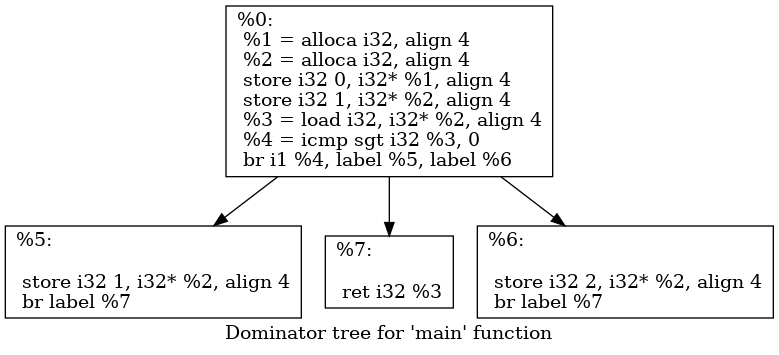 %0:
%1 = alloca i32, align 4
%2 = alloca i32, align 4
store i32 0, i32* %1, align 4
store i32 1, i32* %2, align 4
%3 = load i32, i32* %2, align 4
%4 = icmp sgt i32 %3, 0
br i1 %4, label %5, label %6
%5:
store i32 1, i32* %2, align 4
br label %7
%7:
ret i32 %3
%6:
store i32 2, i32* %2, align 4
br label %7
Dominator tree for 'main' function